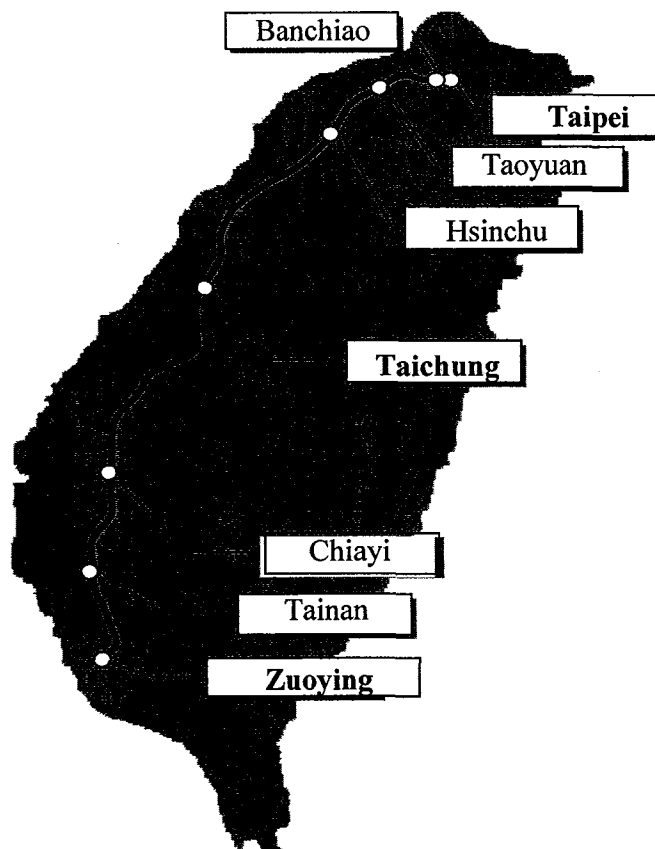 Banchiao
Taipei
Taoyuan
Hsinchu
Taichung
Chiayi
Tainan
Zuoying